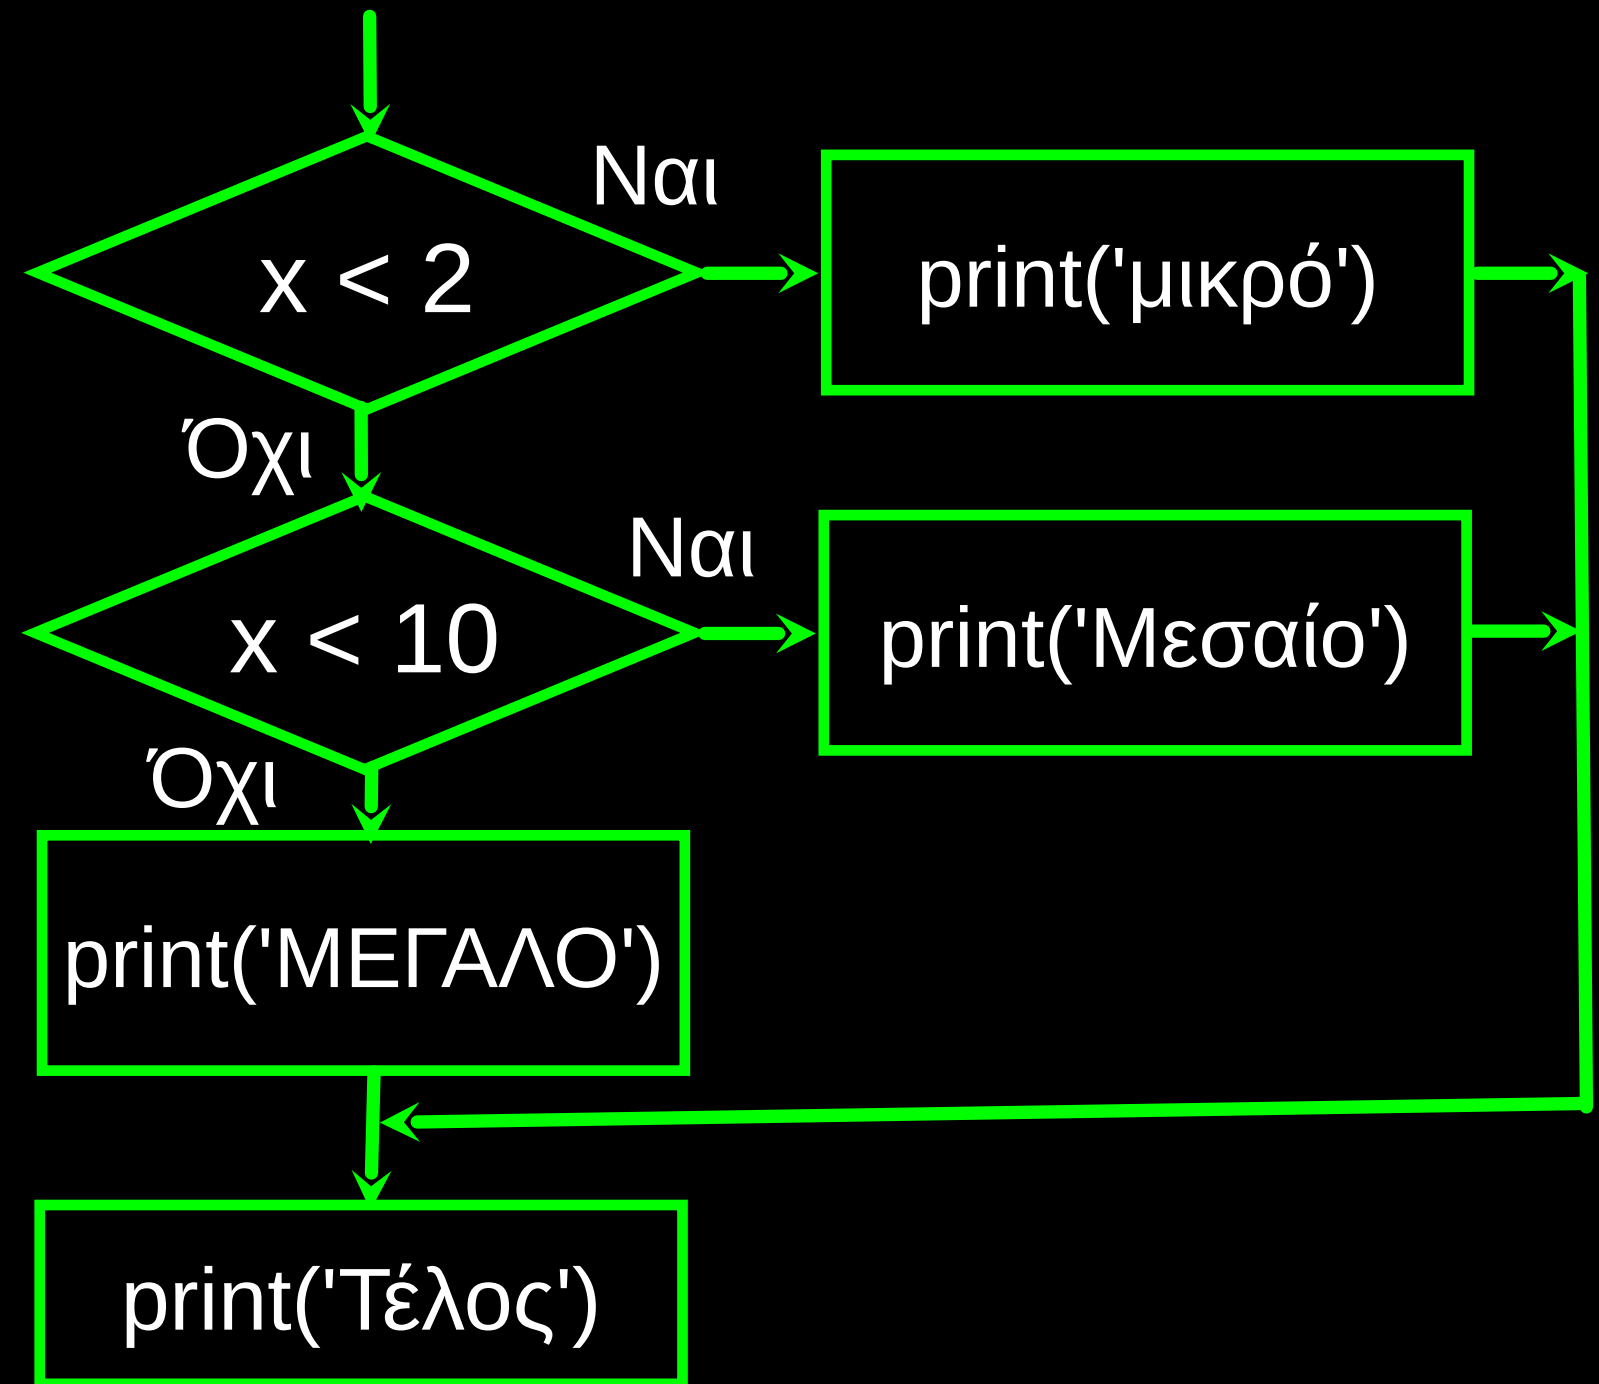 Ναι
x < 2
print('μικρό')
Όχι
Ναι
x < 10
print('Μεσαίο')
Όχι
print('ΜΕΓΑΛΟ')
print('Τέλος')